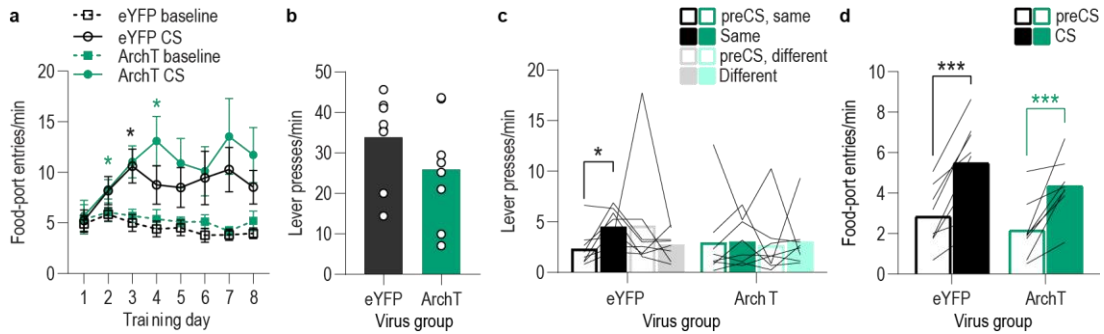 a
eYFP baseline
eYFP CS
ArchT baseline
ArchT CS
Food-port entries/min
20
15
10
5
0
* * *
1 2 3 4 5 6 7 8
Training day
b
Lever presses/min
50
40
30
20
10
0
eYFP ArchT
Virus group
c
preCS, same
Same
preCS, different
Different
Lever presses/min
20
15
10
5
0
*
eYFP ArchT
Virus group
d
preCS
CS
Food-port entries/min
10
8
6
4
2
0
*** ***
eYFP ArchT
Virus group